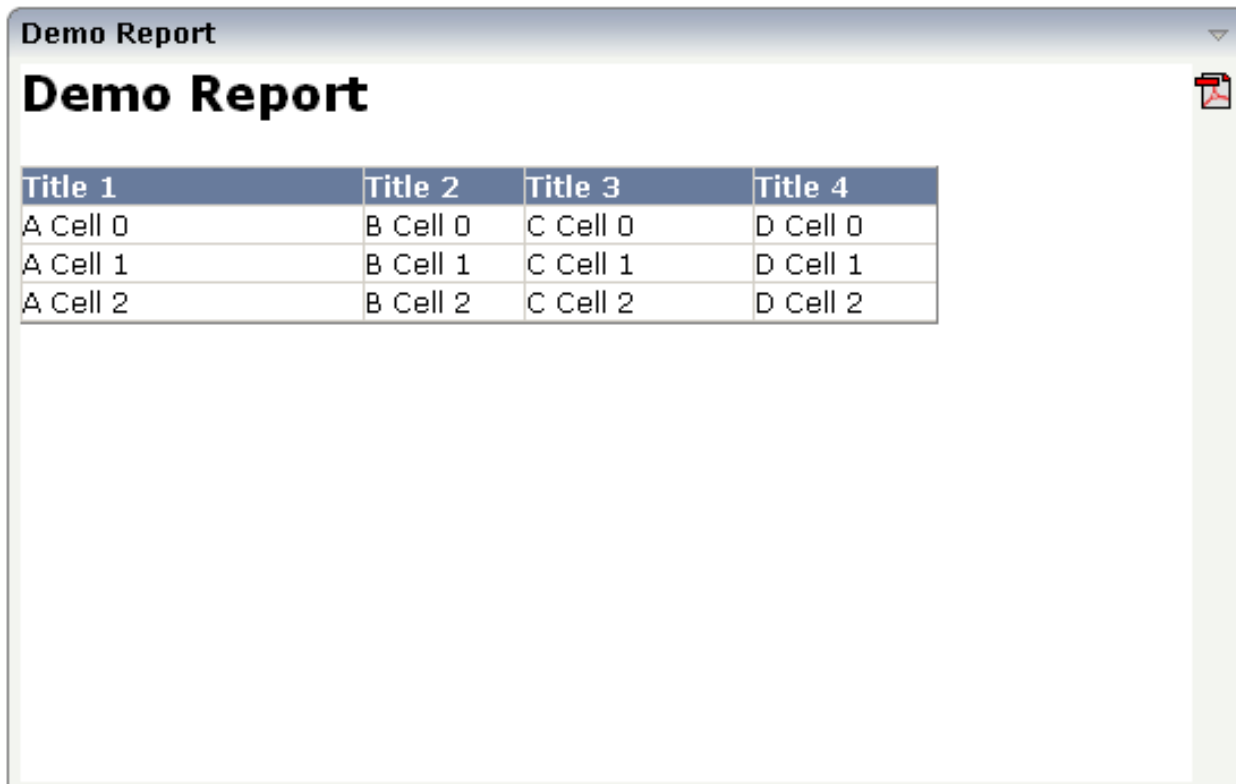 Demo Report
Demo Report
Title 1 Title 2 Title 3 Title 4
A Cell 0 B Cell 0 C Cell 0 D Cell 0
A Cell 1 B Cell 1 C Cell 1 D Cell 1
A Cell 2 B Cell 2 C Cell 2 D Cell 2